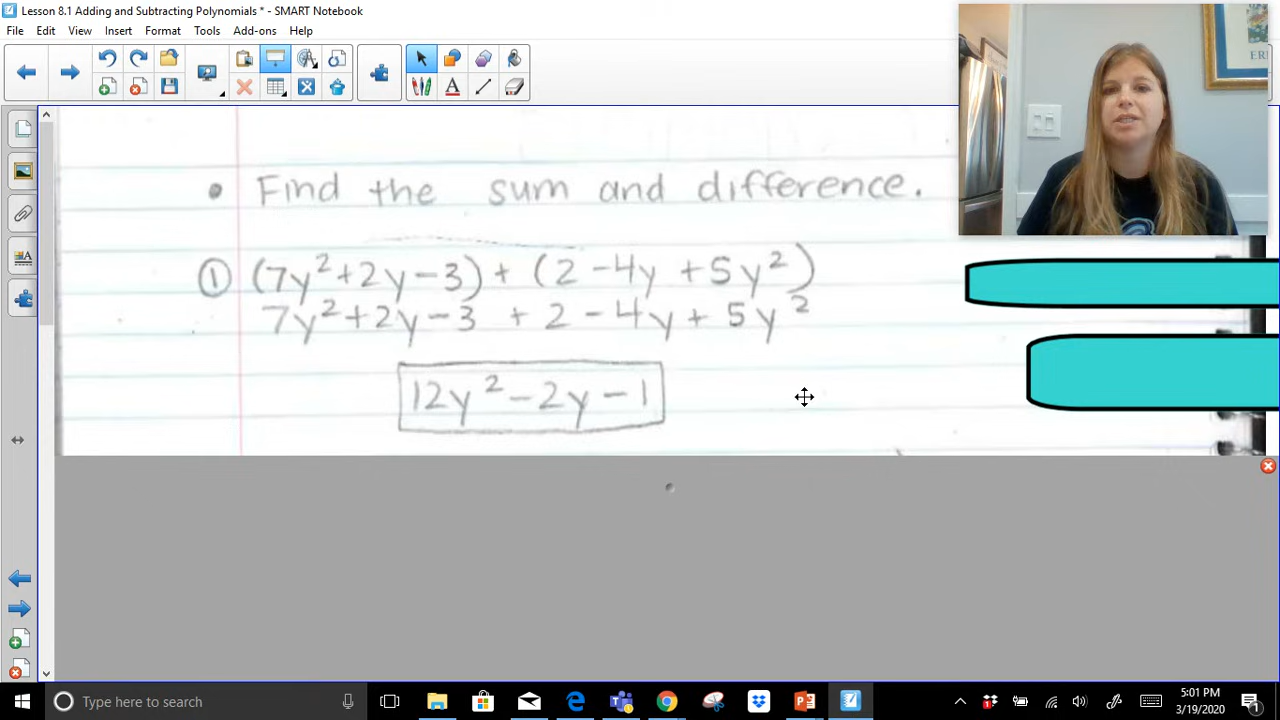 Lesson 8.1 Adding and Subtracting Polynomials * - SMART Notebook
File Edit View Insert Format Tools Add-ons Help
• Find the sum and difference.
① (7y²+2y-3) + (2-4y+5y²)
7y²+2y-3 + 2-4y+5y²
12y²-2y-1
Type here to search
5:01 PM
3/19/2020